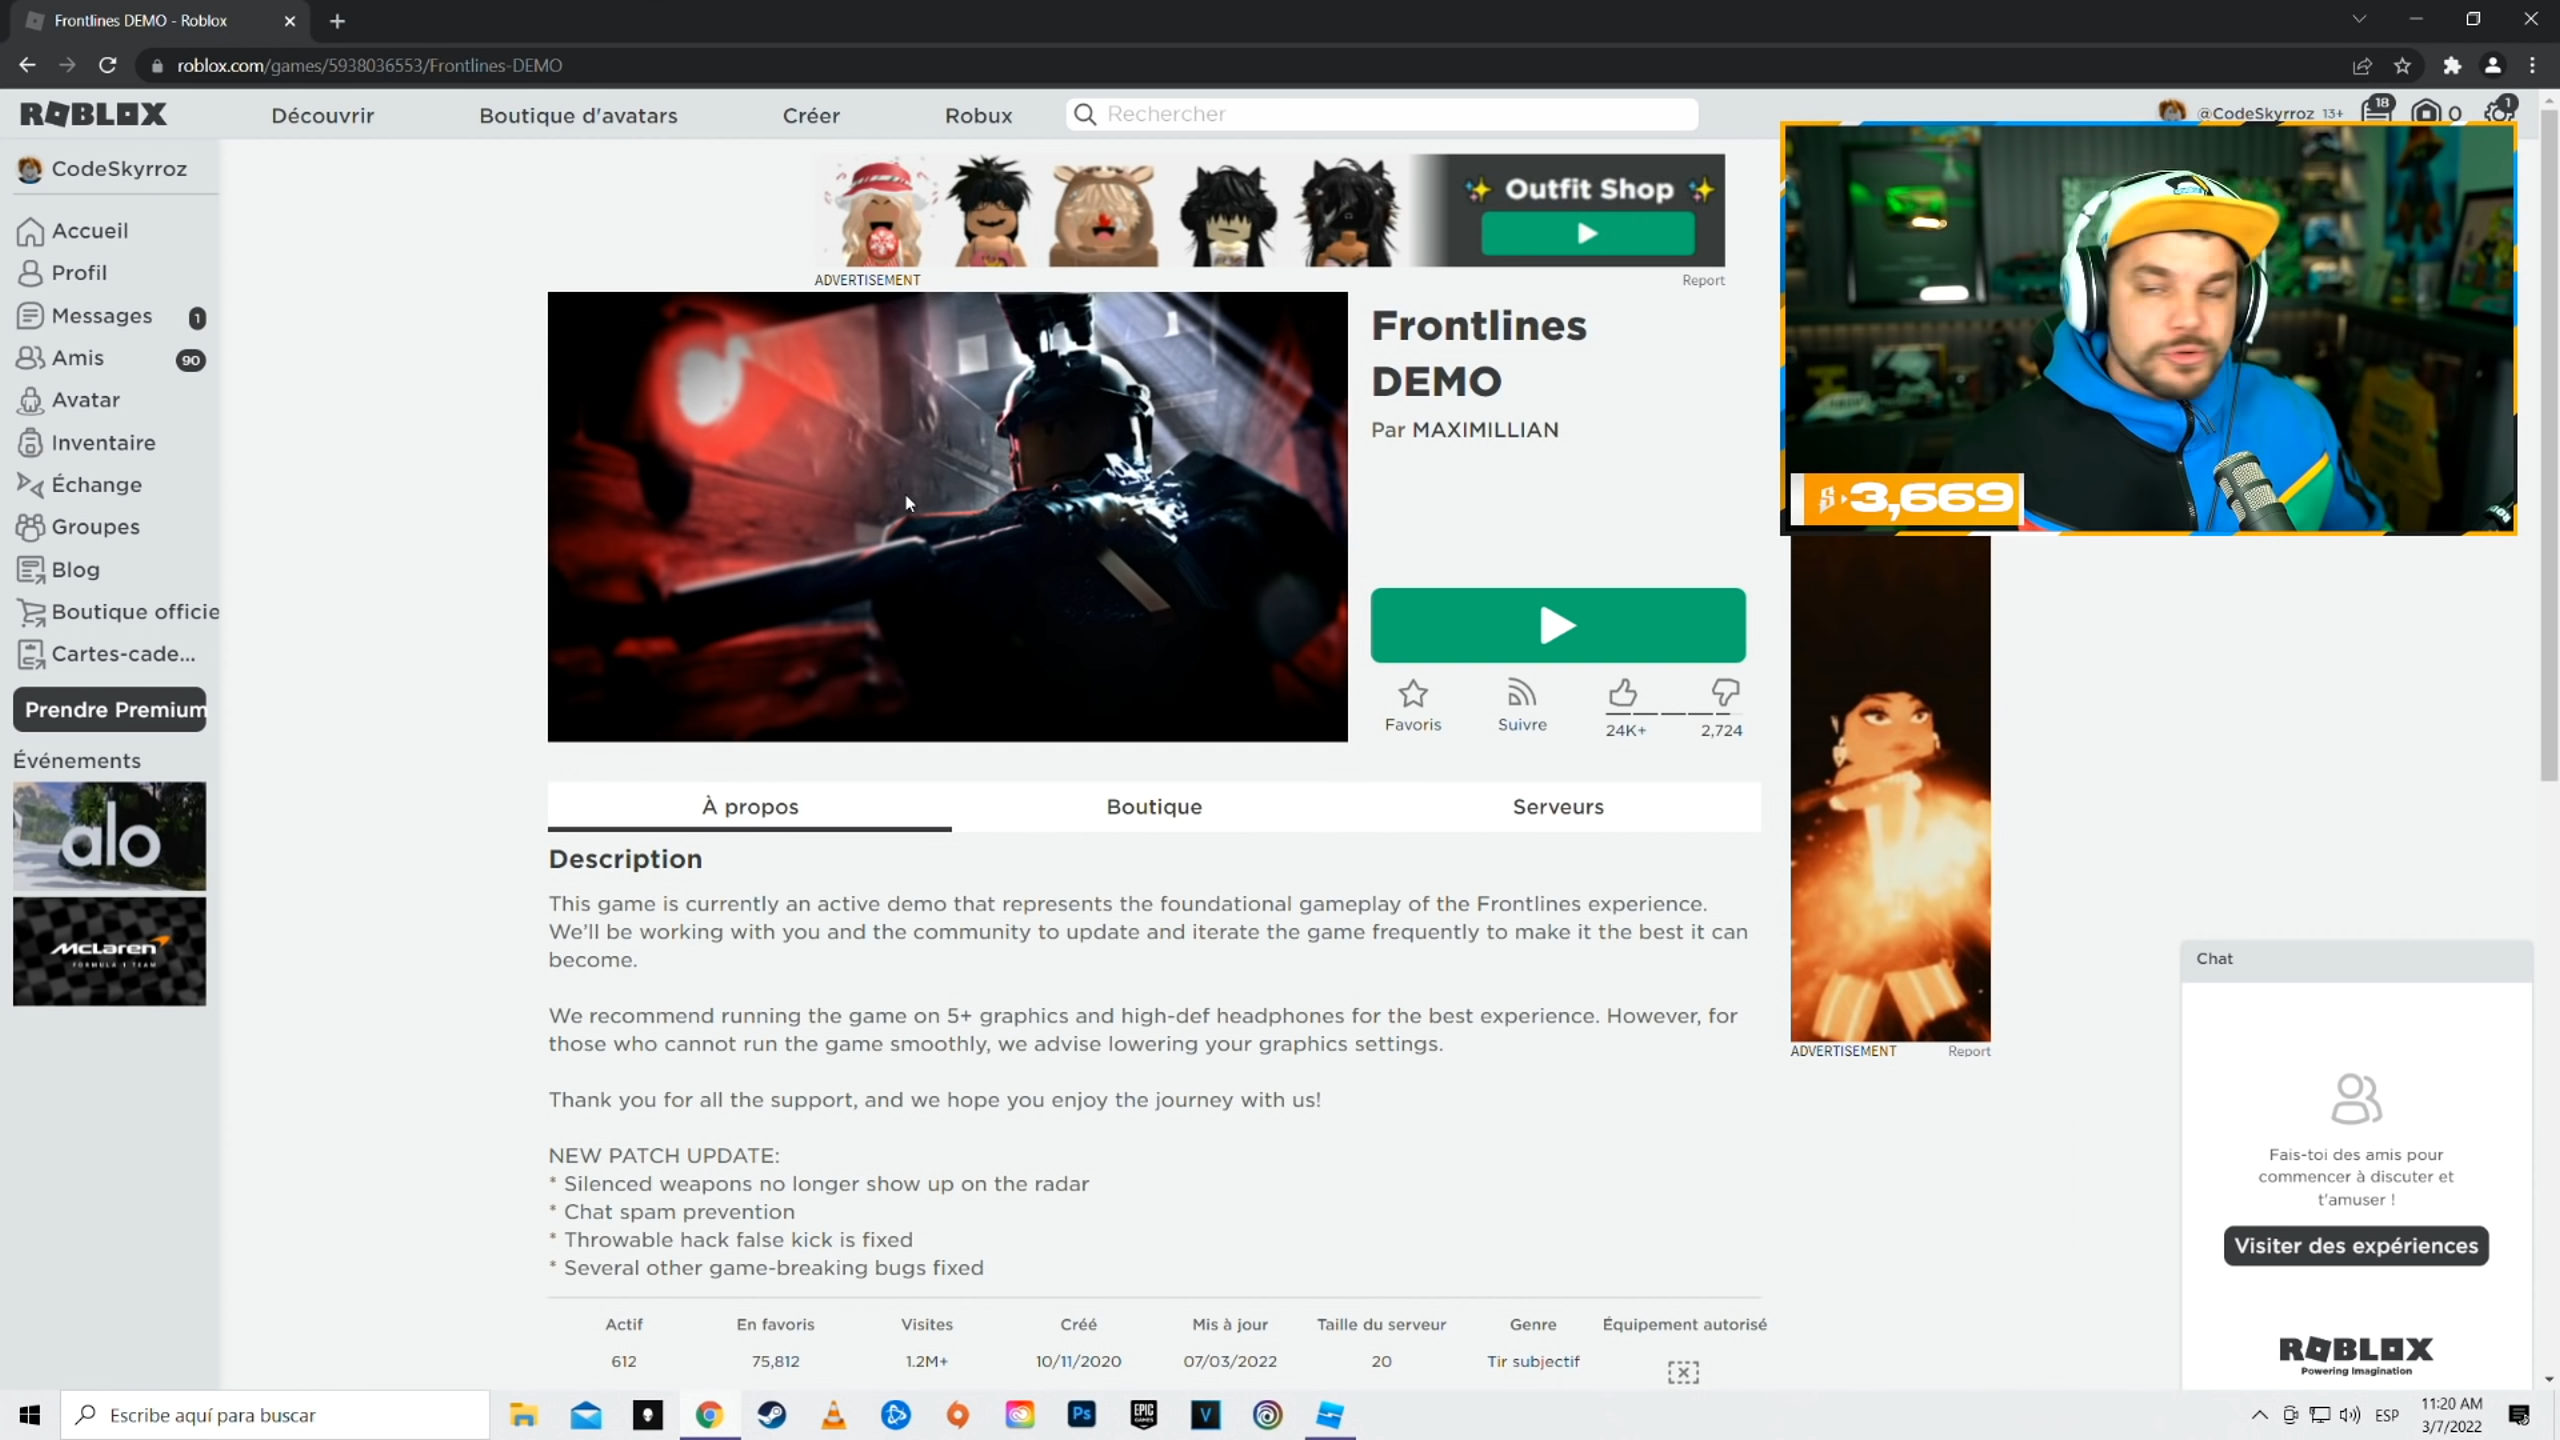 Frontlines DEMO - Roblox
roblox.com/games/5938036553/Frontlines-DEMO
ROBLOX
Découvrir
Boutique d'avatars
Créer
Robux
Rechercher
@CodeSkyrroz 13+
18
0
1
CodeSkyrroz
Accueil
Profil
Messages 1
Amis 90
Avatar
Inventaire
Échange
Groupes
Blog
Boutique officie
Cartes-cade...
Prendre Premium
Événements
alo
McLaren
FORMULA 1 TEAM
Outfit Shop
ADVERTISEMENT
Report
Frontlines
DEMO
Par MAXIMILLIAN
3,669
Favoris
Suivre
24K+
2,724
À propos
Boutique
Serveurs
Description
This game is currently an active demo that represents the foundational gameplay of the Frontlines experience.
We'll be working with you and the community to update and iterate the game frequently to make it the best it can
become.
We recommend running the game on 5+ graphics and high-def headphones for the best experience. However, for
those who cannot run the game smoothly, we advise lowering your graphics settings.
Thank you for all the support, and we hope you enjoy the journey with us!
NEW PATCH UPDATE:
* Silenced weapons no longer show up on the radar
* Chat spam prevention
* Throwable hack false kick is fixed
* Several other game-breaking bugs fixed
Actif En favoris Visites Créé Mis à jour Taille du serveur Genre Équipement autorisé
612 75,812 1.2M+ 10/11/2020 07/03/2022 20 Tir subjectif
ADVERTISEMENT
Report
Chat
Fais-toi des amis pour
commencer à discuter et
t'amuser !
Visiter des expériences
ROBLOX
Powering Imagination
Escribe aquí para buscar
Ps
EPIC
GAMES
V
ESP
11:20 AM
3/7/2022